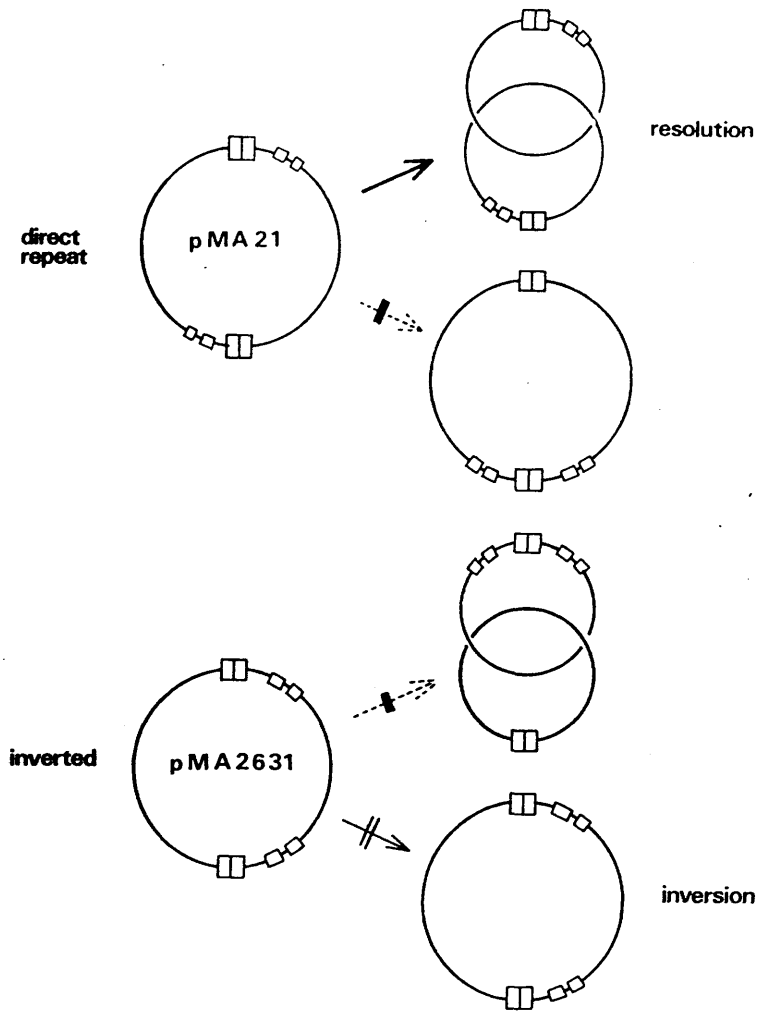 resolution
direct
repeat
pMA21
inverted
pMA2631
inversion